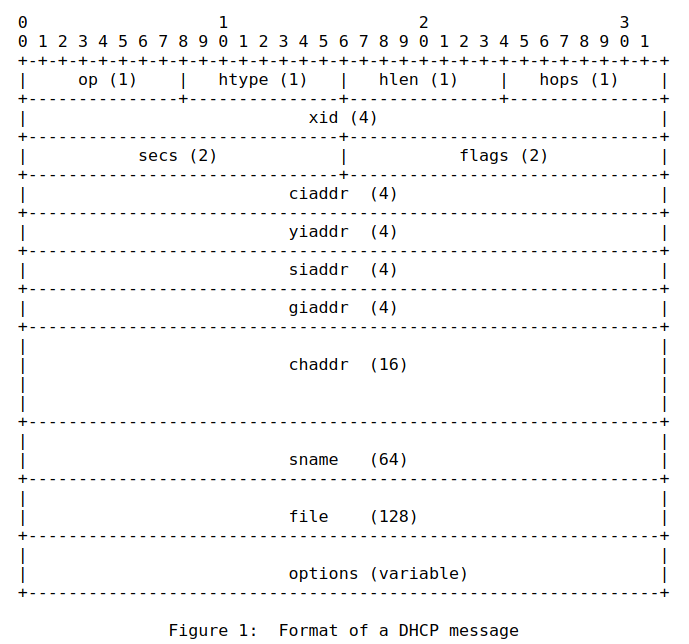 0                   1                   2                   3
0 1 2 3 4 5 6 7 8 9 0 1 2 3 4 5 6 7 8 9 0 1 2 3 4 5 6 7 8 9 0 1
+-+-+-+-+-+-+-+-+-+-+-+-+-+-+-+-+-+-+-+-+-+-+-+-+-+-+-+-+-+-+-+-+
|     op (1)    |   htype (1)   |   hlen (1)    |   hops (1)    |
+---------------+---------------+---------------+---------------+
|                            xid (4)                            |
+-------------------------------+-------------------------------+
|           secs (2)            |           flags (2)           |
+-------------------------------+-------------------------------+
|                          ciaddr  (4)                          |
+---------------------------------------------------------------+
|                          yiaddr  (4)                          |
+---------------------------------------------------------------+
|                          siaddr  (4)                          |
+---------------------------------------------------------------+
|                          giaddr  (4)                          |
+---------------------------------------------------------------+
|                                                               |
|                          chaddr  (16)                         |
|                                                               |
|                                                               |
+---------------------------------------------------------------+
|                                                               |
|                          sname   (64)                         |
+---------------------------------------------------------------+
|                                                               |
|                          file    (128)                        |
+---------------------------------------------------------------+
|                                                               |
|                          options (variable)                   |
+---------------------------------------------------------------+
Figure 1:  Format of a DHCP message